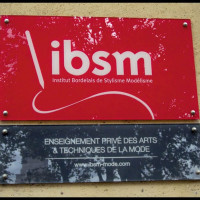 ibsm
Institut Bordelais de Stylisme Modélisme
ENSEIGNEMENT PRIVÉ DES ARTS
& TECHNIQUES DE LA MODE
www.ibsm-mode.com